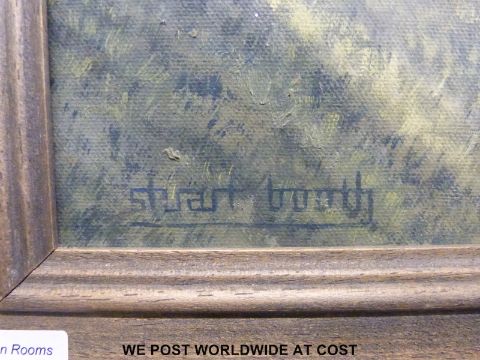 stuart booth
n Rooms
WE POST WORLDWIDE AT COST